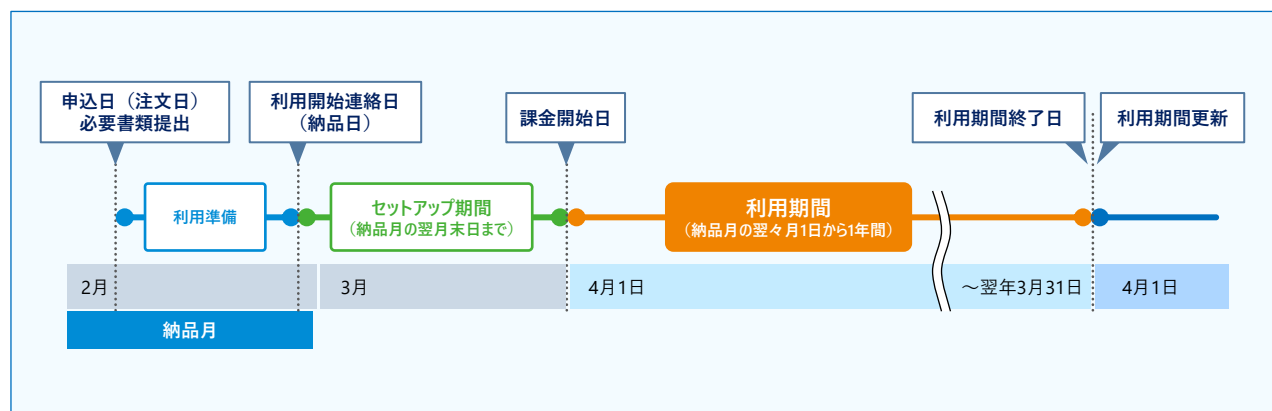 申込日（注文日）
必要書類提出
利用開始連絡日
（納品日）
課金開始日
利用期間終了日
利用期間更新
利用準備
セットアップ期間
（納品月の翌月末日まで）
利用期間
（納品月の翌々月1日から1年間）
2月
3月
4月1日
～翌年3月31日
4月1日
納品月